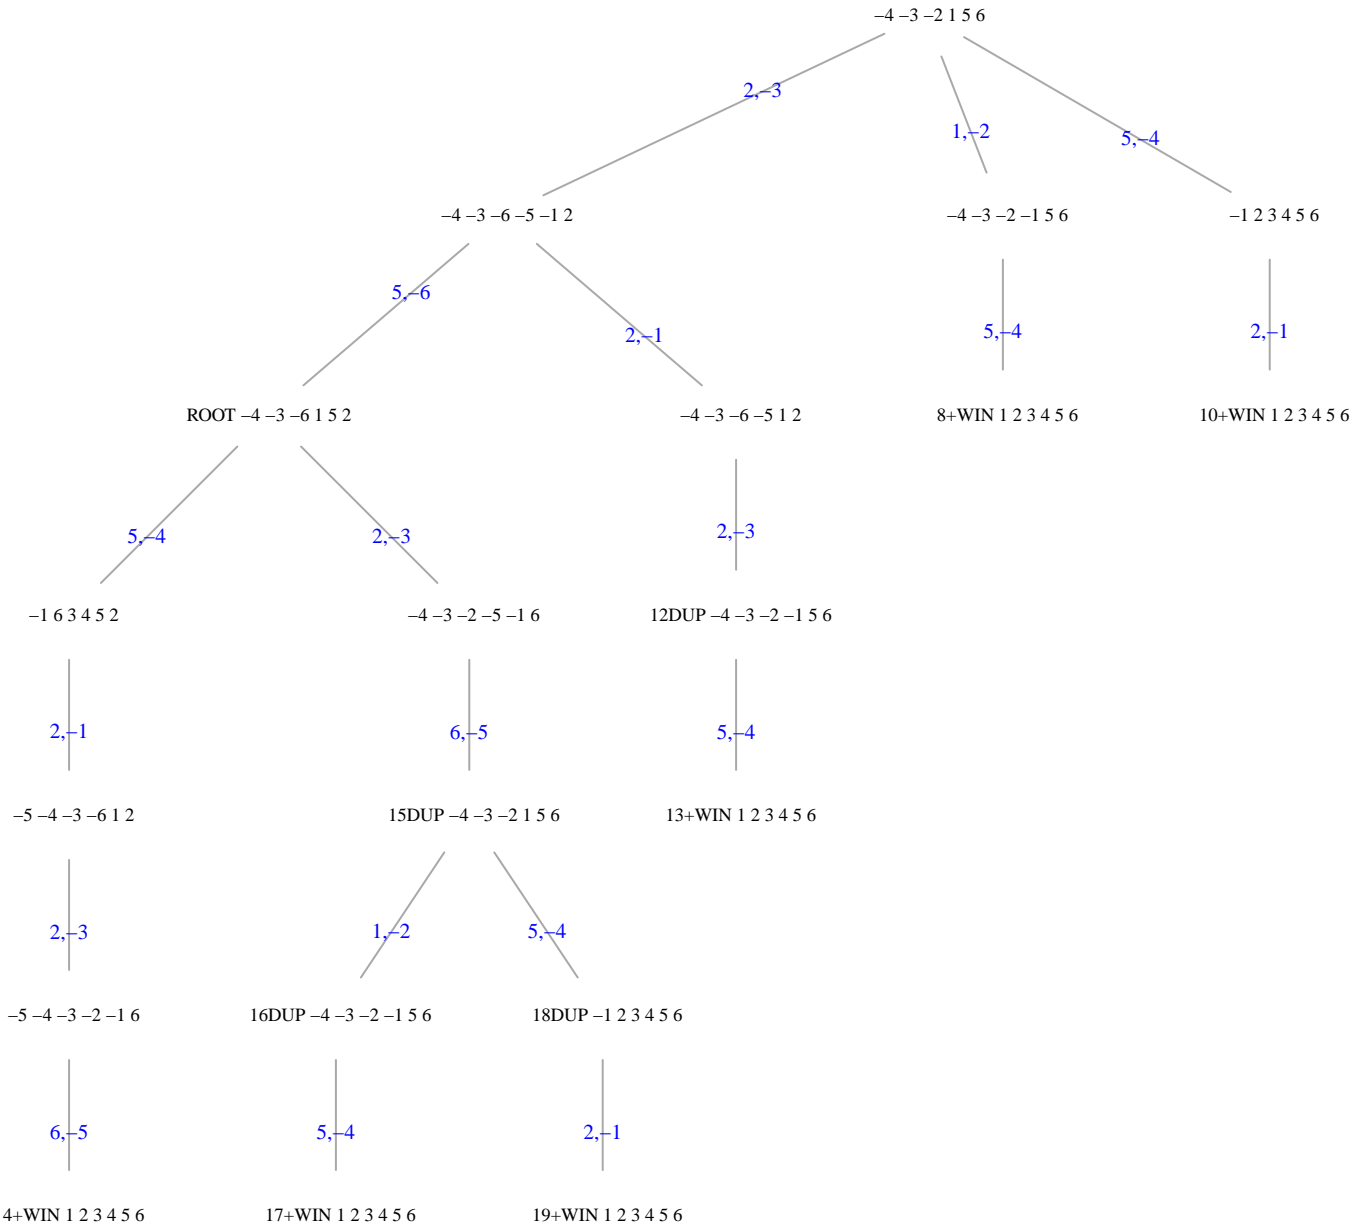 –4 –3 –2 1 5 6
2,–3
1,–2
5,–4
–4 –3 –6 –5 –1 2
–4 –3 –2 –1 5 6
–1 2 3 4 5 6
5,–6
2,–1
5,–4
2,–1
ROOT –4 –3 –6 1 5 2
–4 –3 –6 –5 1 2
8+WIN 1 2 3 4 5 6
10+WIN 1 2 3 4 5 6
5,–4
2,–3
2,–3
–1 6 3 4 5 2
–4 –3 –2 –5 –1 6
12DUP –4 –3 –2 –1 5 6
2,–1
6,–5
5,–4
–5 –4 –3 –6 1 2
15DUP –4 –3 –2 1 5 6
13+WIN 1 2 3 4 5 6
2,–3
1,–2
5,–4
–5 –4 –3 –2 –1 6
16DUP –4 –3 –2 –1 5 6
18DUP –1 2 3 4 5 6
6,–5
5,–4
2,–1
4+WIN 1 2 3 4 5 6
17+WIN 1 2 3 4 5 6
19+WIN 1 2 3 4 5 6